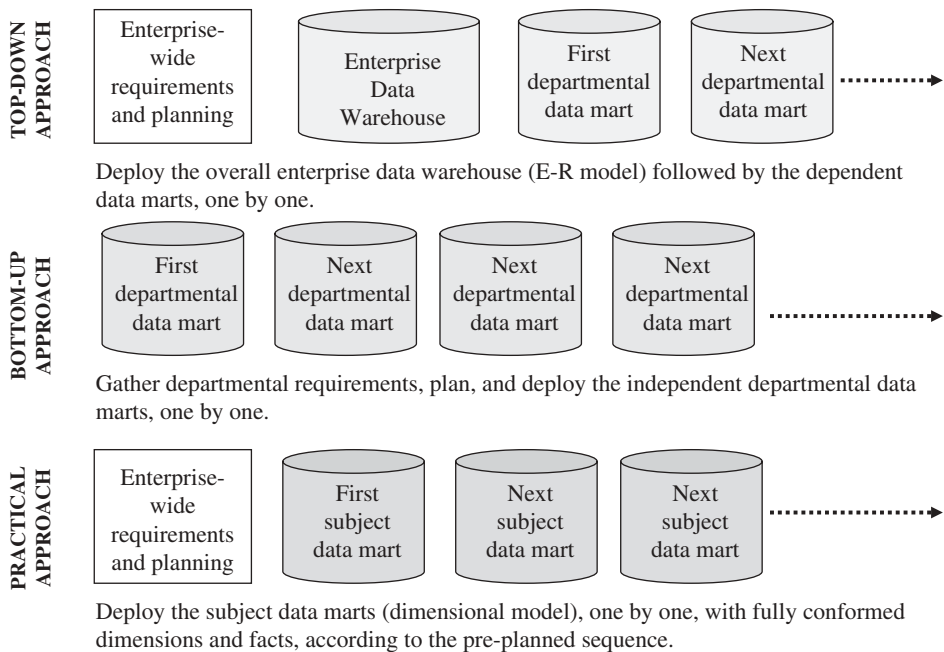 TOP-DOWN
APPROACH
Enterprise-
wide
requirements
and planning
Enterprise
Data
Warehouse
First
departmental
data mart
Next
departmental
data mart
Deploy the overall enterprise data warehouse (E-R model) followed by the dependent
data marts, one by one.
BOTTOM-UP
APPROACH
First
departmental
data mart
Next
departmental
data mart
Next
departmental
data mart
Next
departmental
data mart
Gather departmental requirements, plan, and deploy the independent departmental data
marts, one by one.
PRACTICAL
APPROACH
Enterprise-
wide
requirements
and planning
First
subject
data mart
Next
subject
data mart
Next
subject
data mart
Deploy the subject data marts (dimensional model), one by one, with fully conformed
dimensions and facts, according to the pre-planned sequence.